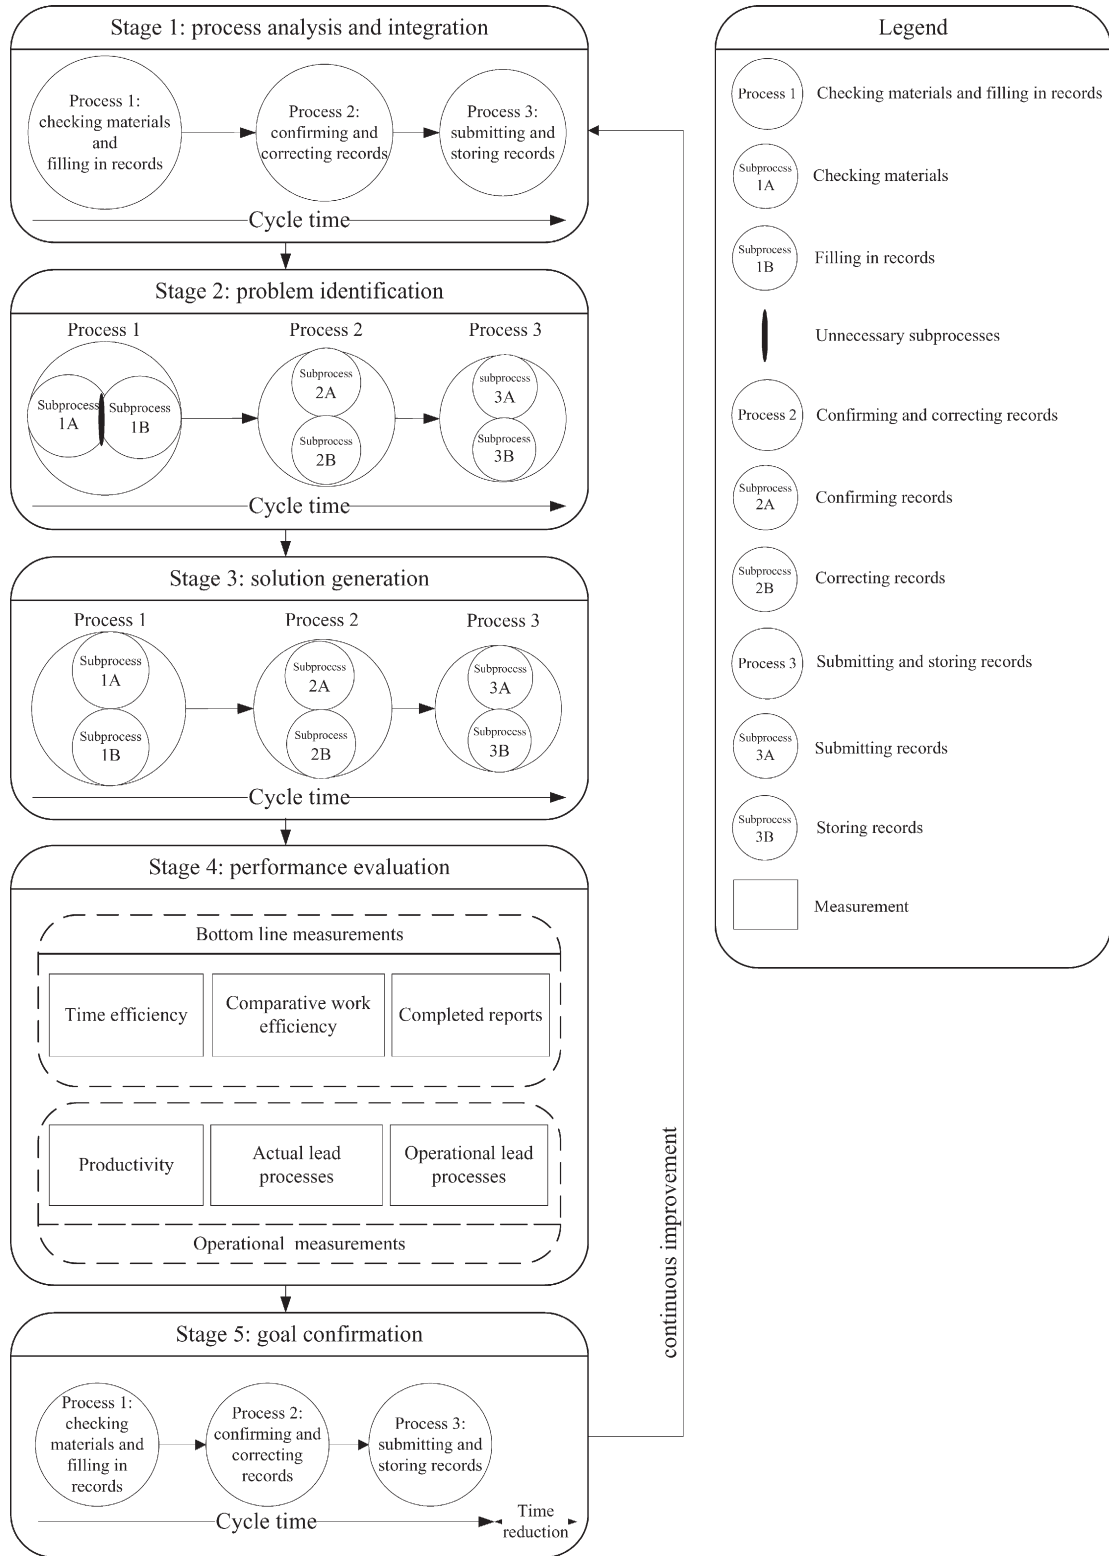 Stage 1: process analysis and integration
Process 1:
checking materials
and
filling in records
Process 2:
confirming and
correcting records
Process 3:
submitting and
storing records
Cycle time
Stage 2: problem identification
Process 1
Process 2
Process 3
Subprocess
1A
Subprocess
1B
Subprocess
2A
Subprocess
2B
subprocess
3A
Subprocess
3B
Cycle time
Stage 3: solution generation
Process 1
Process 2
Process 3
Subprocess
1A
Subprocess
1B
Subprocess
2A
Subprocess
2B
Subprocess
3A
Subprocess
3B
Cycle time
Stage 4: performance evaluation
Bottom line measurements
Time efficiency
Comparative work
efficiency
Completed reports
Productivity
Actual lead
processes
Operational lead
processes
Operational measurements
Stage 5: goal confirmation
Process 1:
checking
materials and
filling in
records
Process 2:
confirming and
correcting
records
Process 3:
submitting and
storing records
Cycle time
Time
reduction
continuous improvement
Legend
Process 1
Checking materials and filling in records
Subprocess
1A
Checking materials
Subprocess
1B
Filling in records
Unnecessary subprocesses
Process 2
Confirming and correcting records
Subprocess
2A
Confirming records
Subprocess
2B
Correcting records
Process 3
Submitting and storing records
Subprocess
3A
Submitting records
Subprocess
3B
Storing records
Measurement